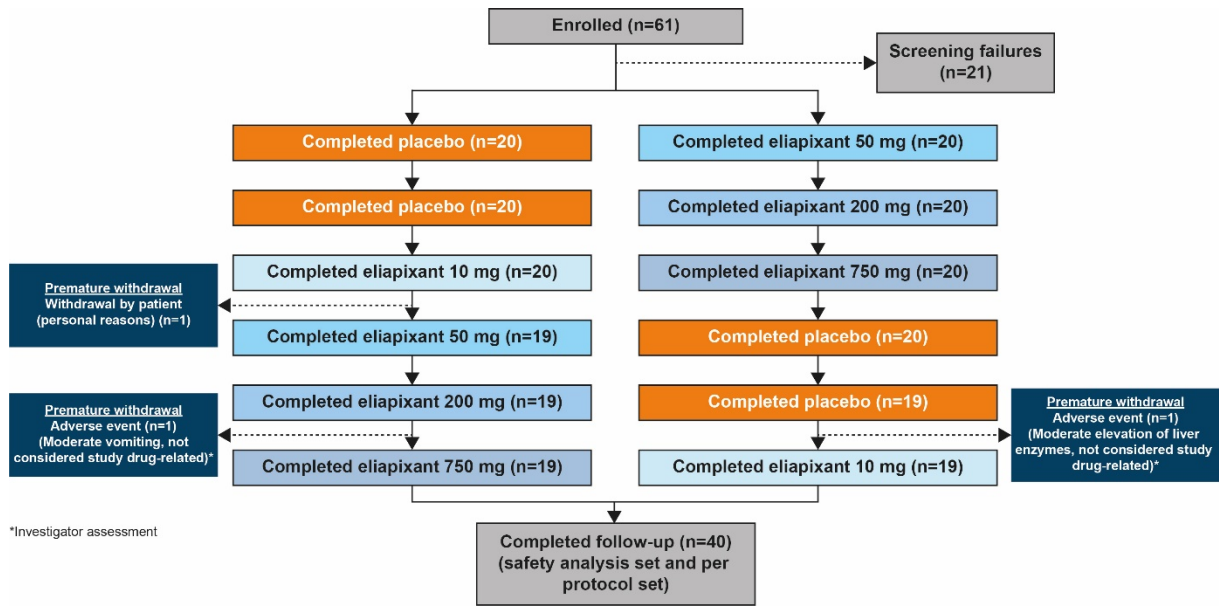 Enrolled (n=61)
Screening failures
(n=21)
Completed placebo (n=20)
Completed placebo (n=20)
Completed eliapixant 10 mg (n=20)
Premature withdrawal
Withdrawal by patient
(personal reasons) (n=1)
Completed eliapixant 50 mg (n=19)
Completed eliapixant 200 mg (n=19)
Premature withdrawal
Adverse event (n=1)
(Moderate vomiting, not
considered study drug-related)*
Completed eliapixant 750 mg (n=19)
Completed eliapixant 50 mg (n=20)
Completed eliapixant 200 mg (n=20)
Completed eliapixant 750 mg (n=20)
Completed placebo (n=20)
Completed placebo (n=19)
Premature withdrawal
Adverse event (n=1)
(Moderate elevation of liver
enzymes, not considered study
drug-related)*
Completed eliapixant 10 mg (n=19)
Completed follow-up (n=40)
(safety analysis set and per
protocol set)
*Investigator assessment